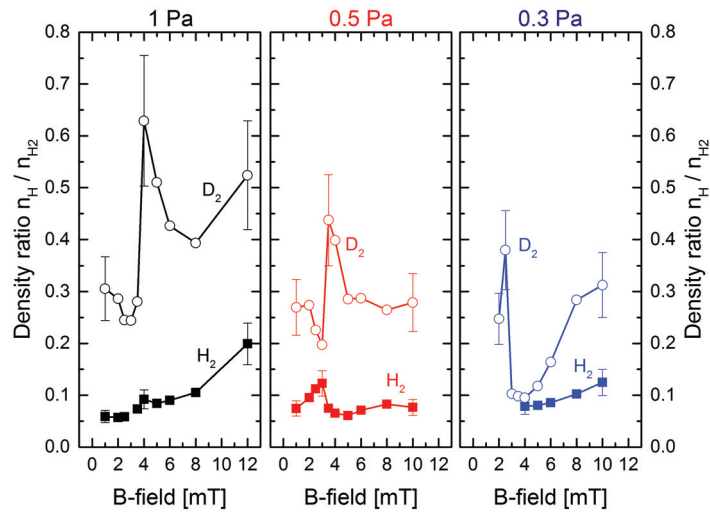 1 Pa
0.5 Pa
0.3 Pa
0.8
0.7
0.6
0.5
0.4
0.3
0.2
0.1
0.0
Density ratio n_H / n_H2
D₂
H₂
0 2 4 6 8 10 12
B-field [mT]
D₂
H₂
0 2 4 6 8 10 12
B-field [mT]
D₂
H₂
0 2 4 6 8 10 12
B-field [mT]
0.8
0.7
0.6
0.5
0.4
0.3
0.2
0.1
0.0
Density ratio n_H / n_H2